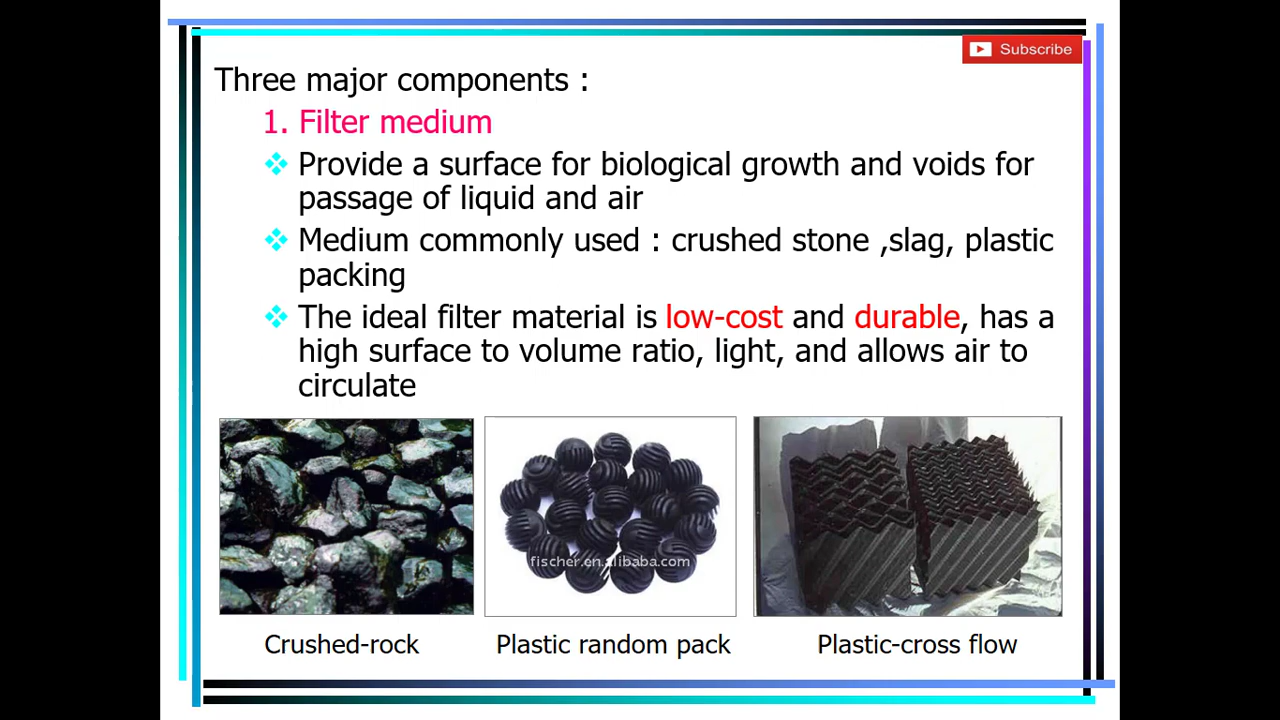 Subscribe
Three major components :
1. Filter medium
Provide a surface for biological growth and voids for
passage of liquid and air
Medium commonly used : crushed stone ,slag, plastic
packing
The ideal filter material is low-cost and durable, has a
high surface to volume ratio, light, and allows air to
circulate
fischer.en.alibaba.com
Crushed-rock
Plastic random pack
Plastic-cross flow